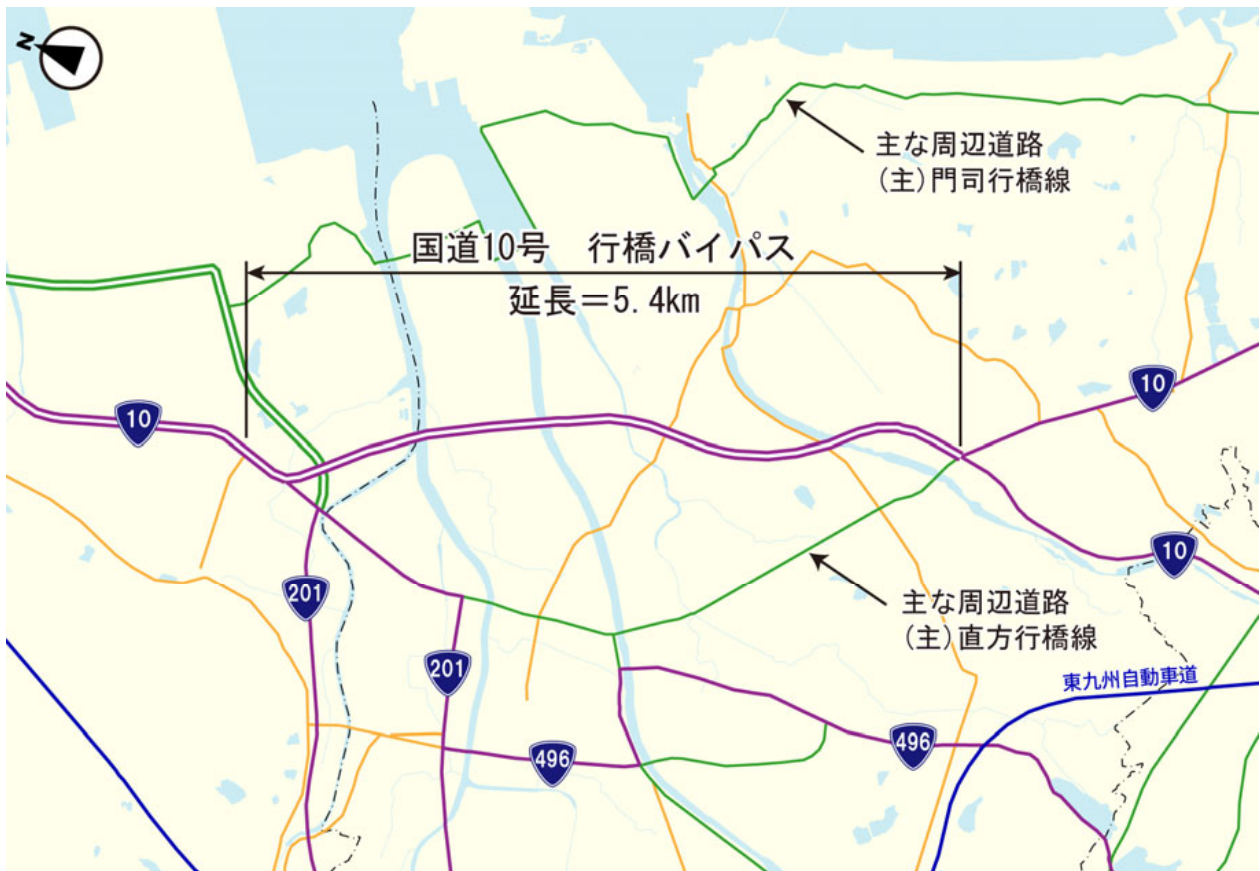 N
主な周辺道路
(主)門司行橋線
国道10号 行橋バイパス
延長=5.4km
10
10
10
主な周辺道路
(主)直方行橋線
201
201
東九州自動車道
496
496